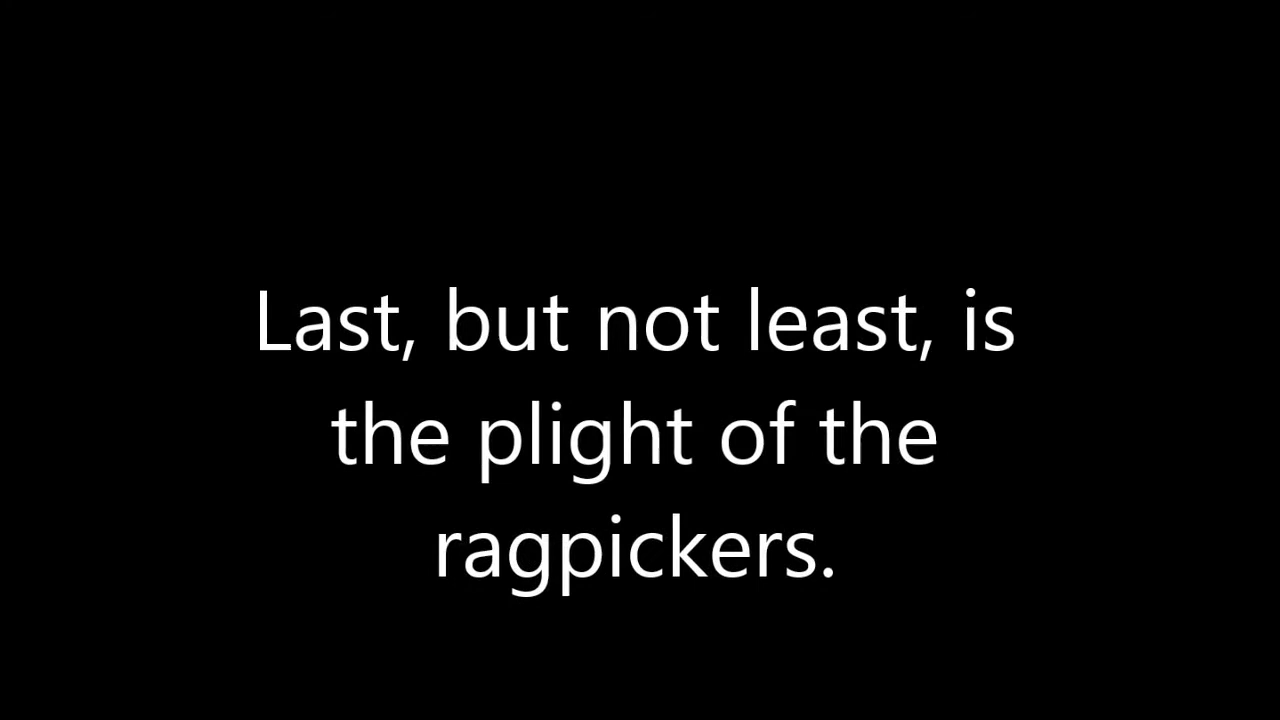 Last, but not least, is
the plight of the
ragpickers.